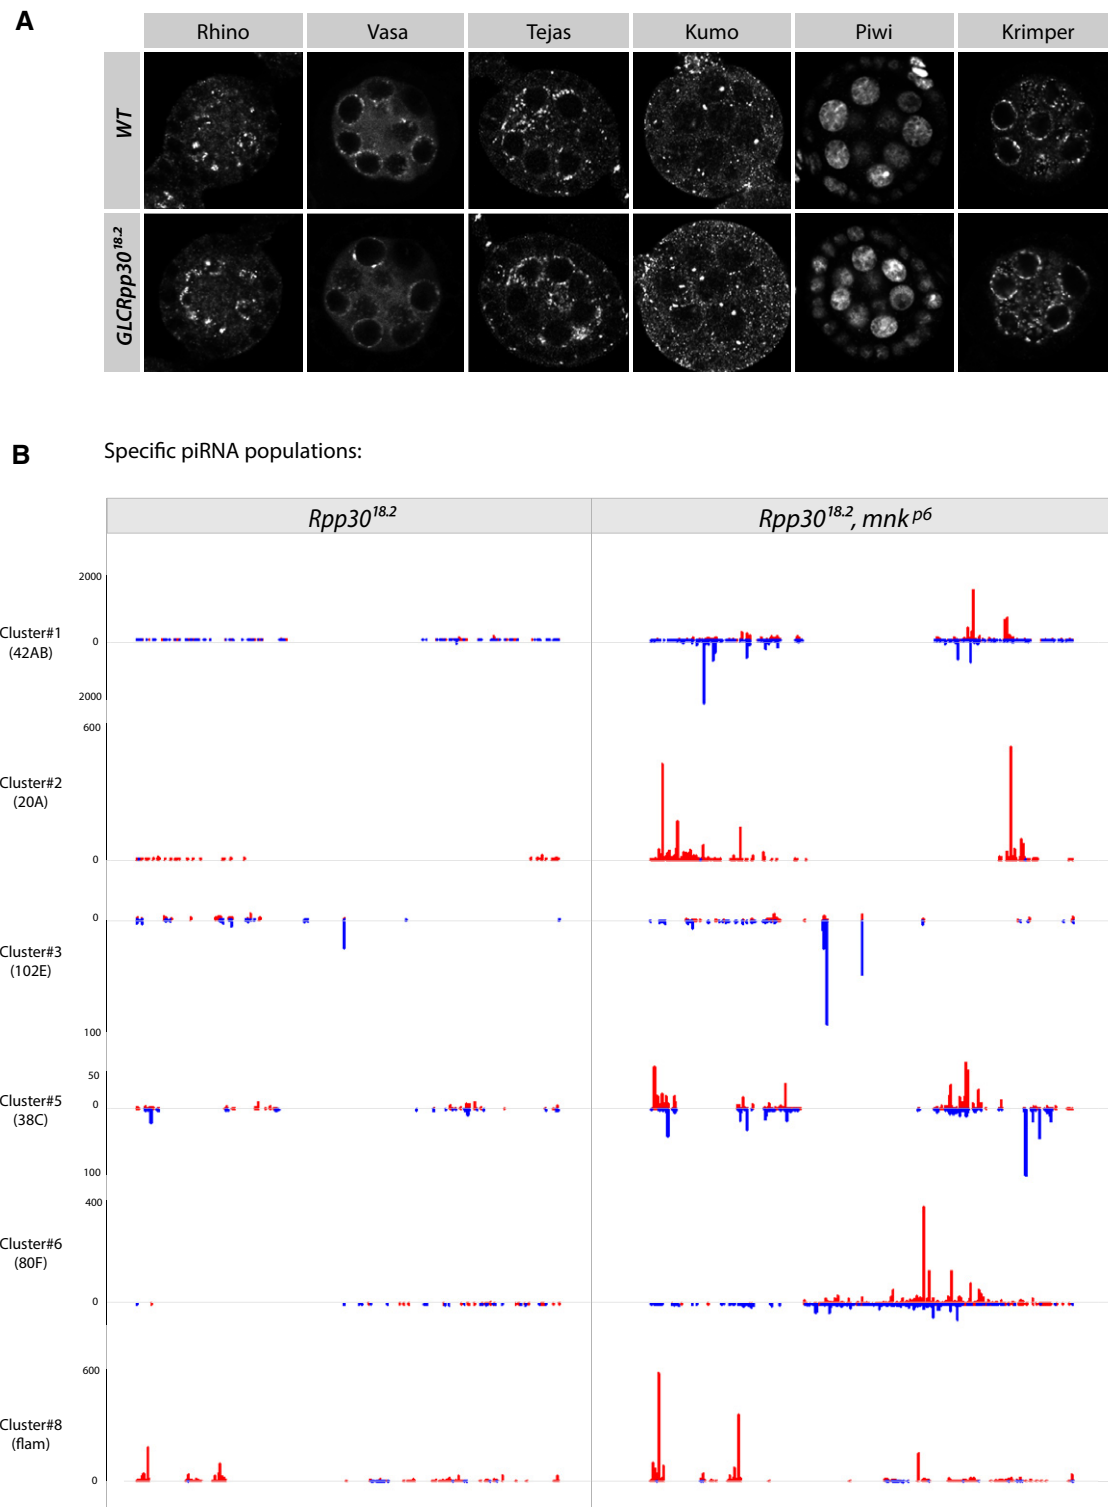 A
Rhino Vasa Tejas Kumo Piwi Krimper
WT
GLCRpp30^18.2
B Specific piRNA populations:
Rpp30^18.2 Rpp30^18.2, mnk^p6
2000
Cluster#1
0
(42AB)
2000
600
Cluster#2
(20A)
0
0
Cluster#3
(102E)
100
50
Cluster#5
0
(38C)
100
400
Cluster#6
(80F)
0
600
Cluster#8
(flam)
0